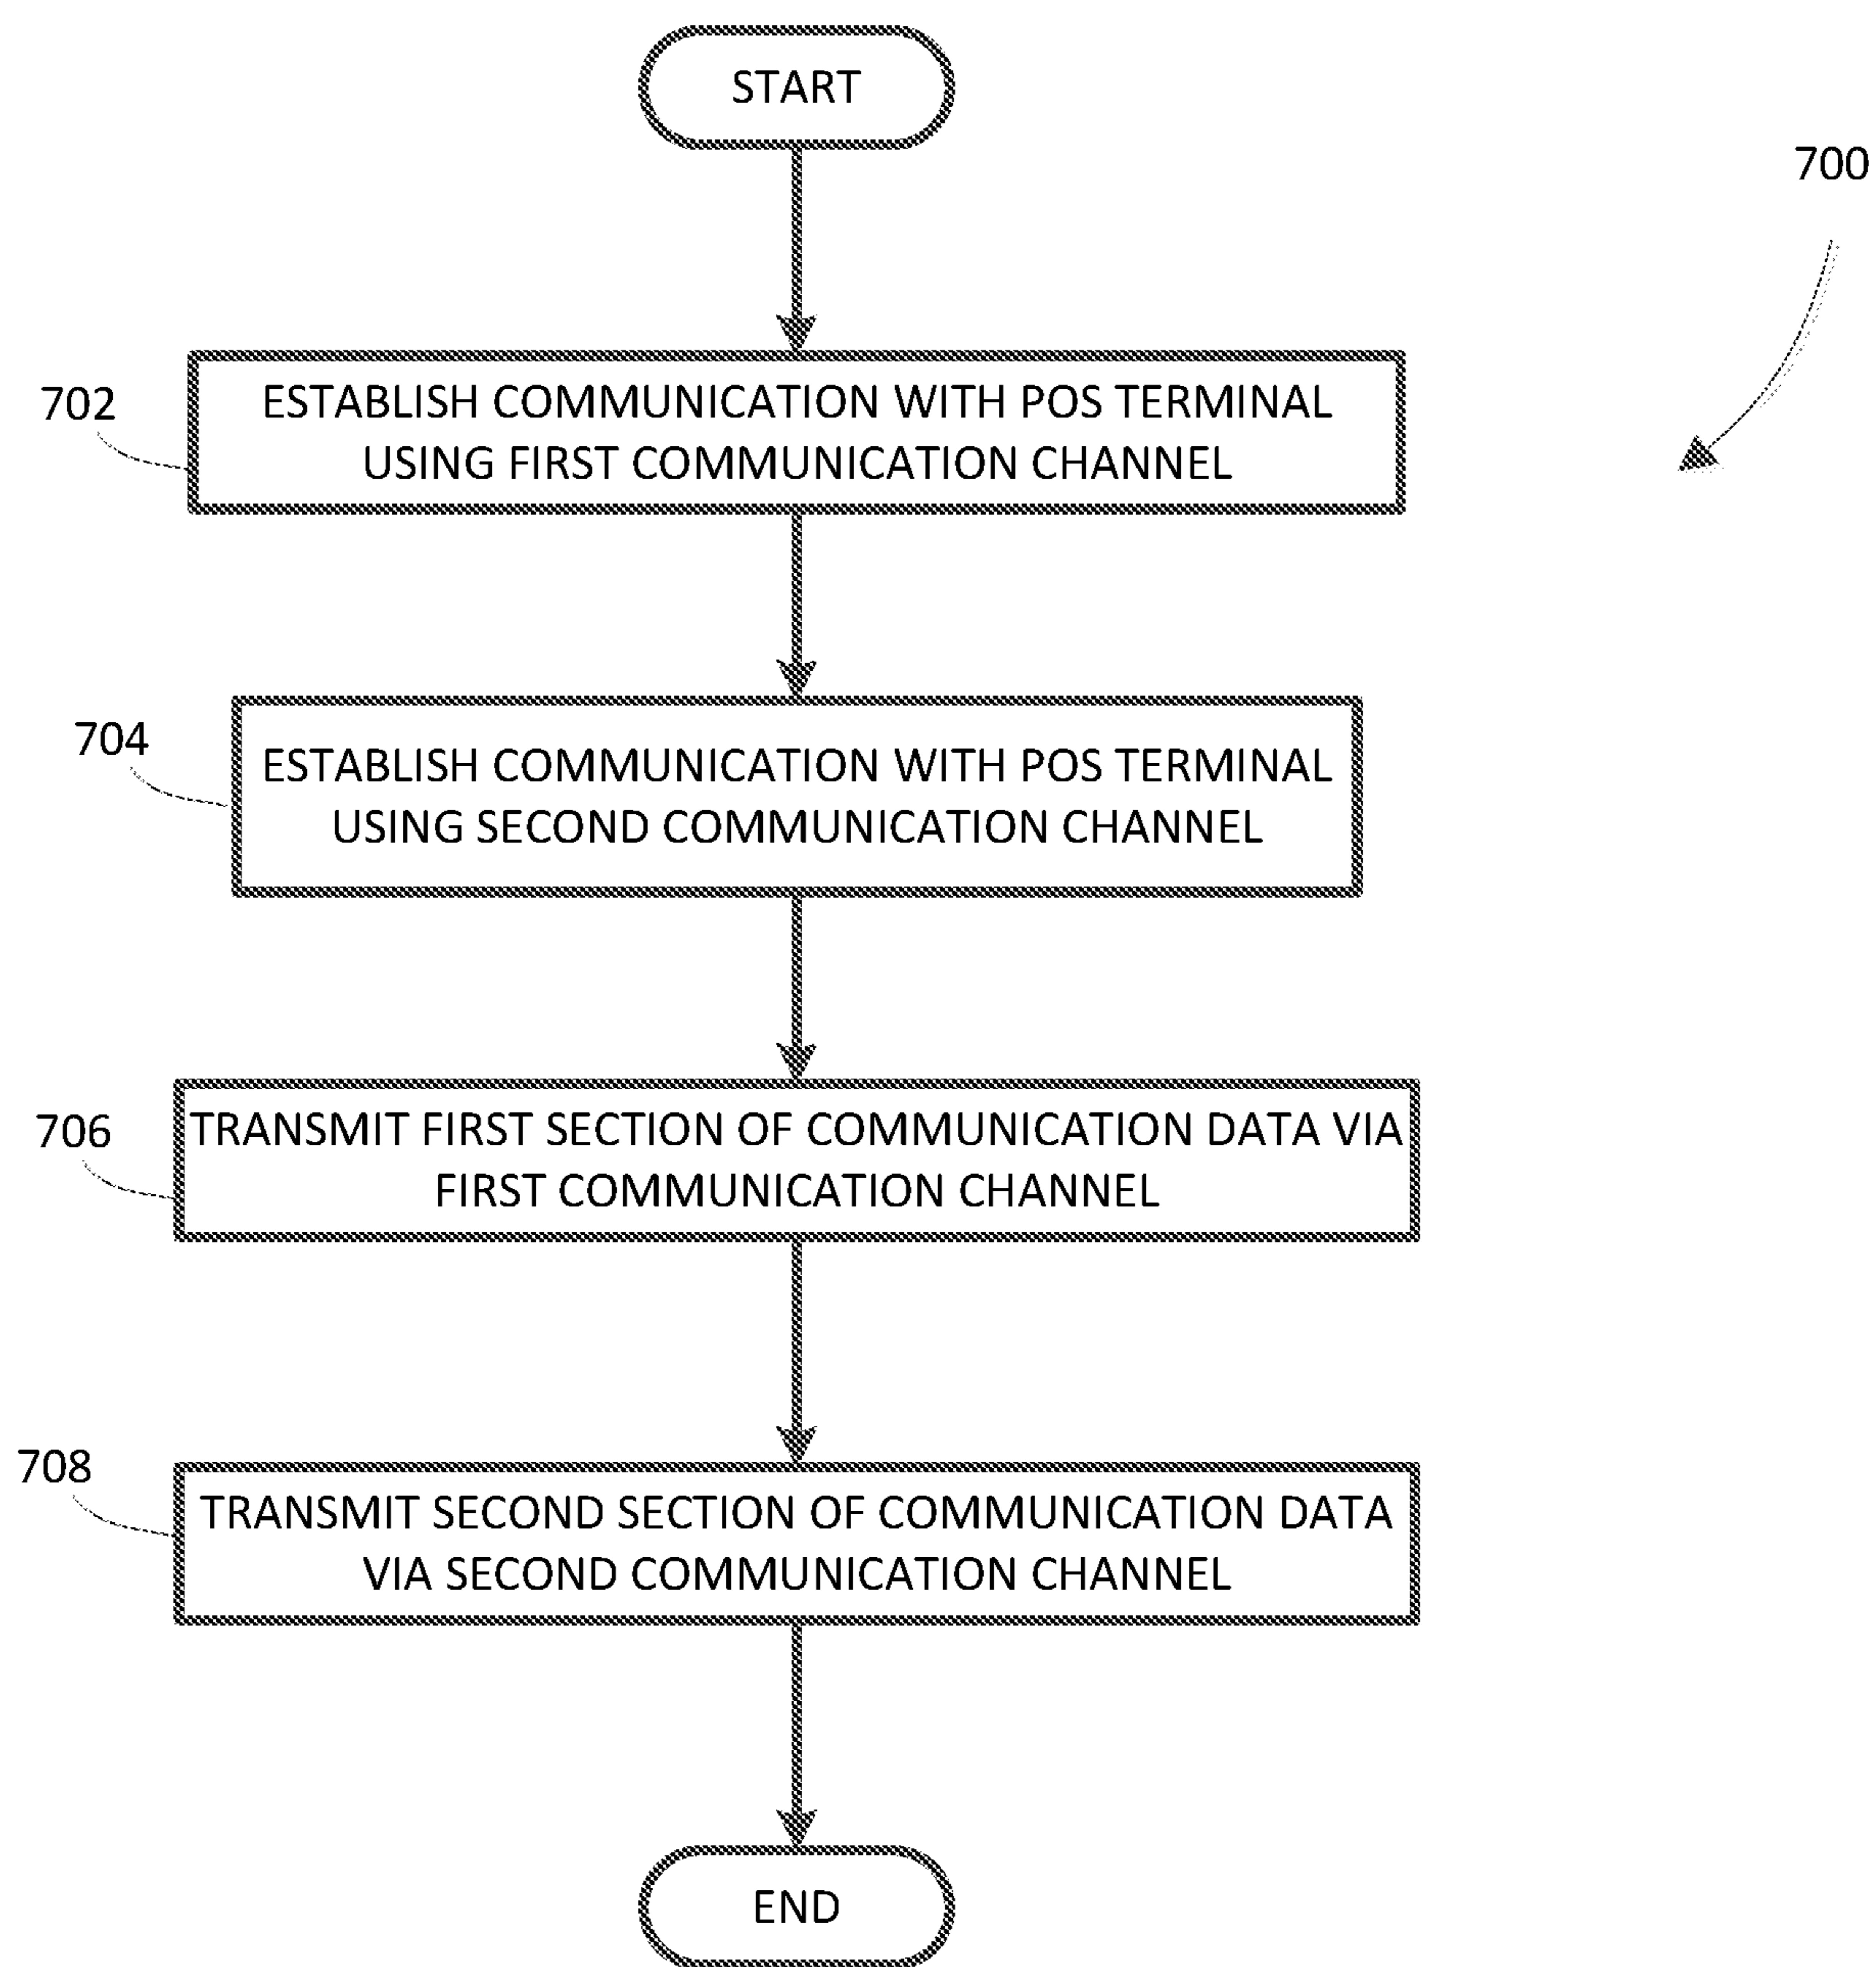 START
700
702
ESTABLISH COMMUNICATION WITH POS TERMINAL
USING FIRST COMMUNICATION CHANNEL
704
ESTABLISH COMMUNICATION WITH POS TERMINAL
USING SECOND COMMUNICATION CHANNEL
706
TRANSMIT FIRST SECTION OF COMMUNICATION DATA VIA
FIRST COMMUNICATION CHANNEL
708
TRANSMIT SECOND SECTION OF COMMUNICATION DATA
VIA SECOND COMMUNICATION CHANNEL
END